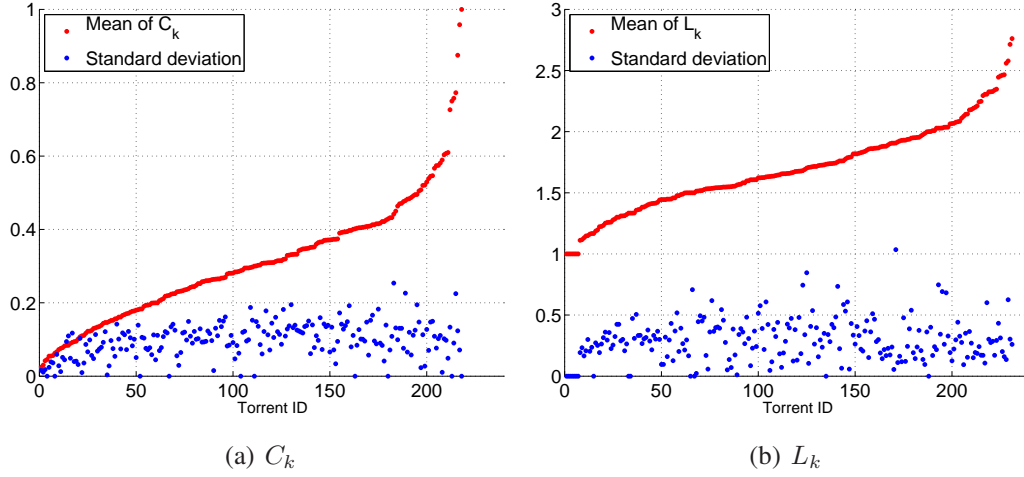 1
0.8
0.6
0.4
0.2
0
0
50
100
150
200
Torrent ID
Mean of C_k
Standard deviation
(a) C_k
3
2.5
2
1.5
1
0.5
0
0
50
100
150
200
Torrent ID
Mean of L_k
Standard deviation
(b) L_k